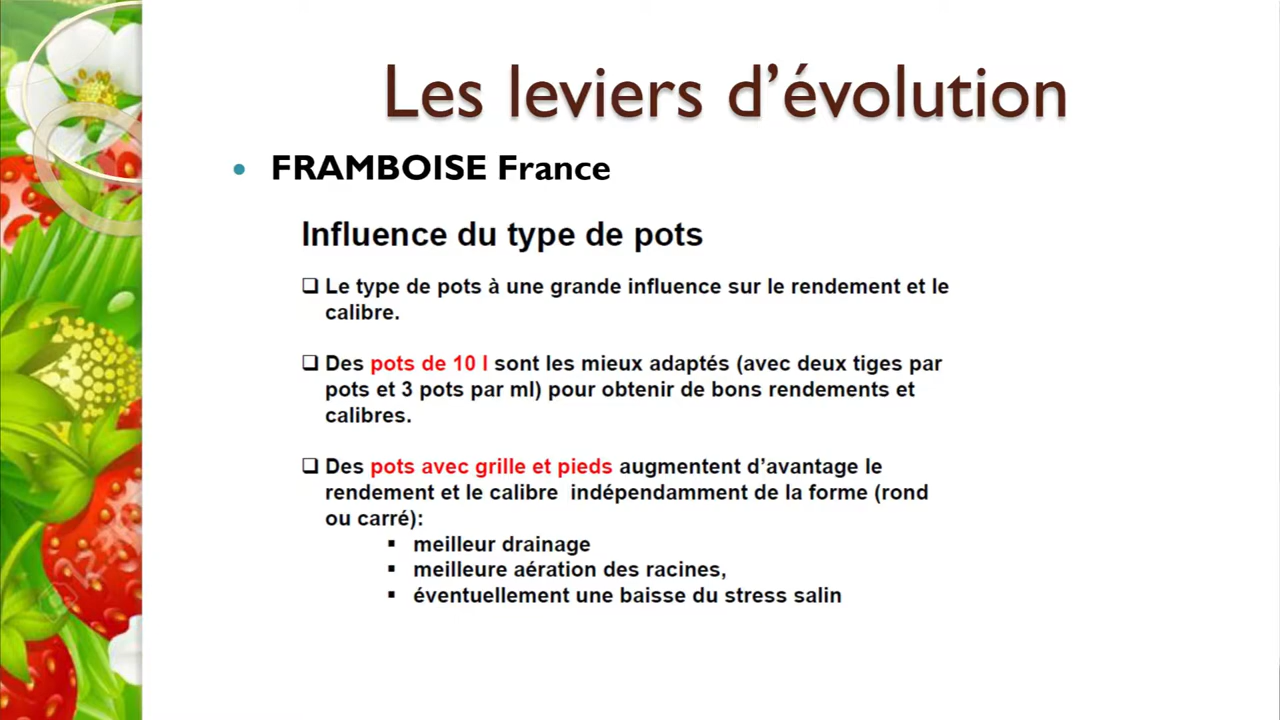 Les leviers d’évolution
• FRAMBOISE France
Influence du type de pots
❑ Le type de pots à une grande influence sur le rendement et le
calibre.
❑ Des pots de 10 l sont les mieux adaptés (avec deux tiges par
pots et 3 pots par ml) pour obtenir de bons rendements et
calibres.
❑ Des pots avec grille et pieds augmentent d’avantage le
rendement et le calibre indépendamment de la forme (rond
ou carré):
▪ meilleur drainage
▪ meilleure aération des racines,
▪ éventuellement une baisse du stress salin